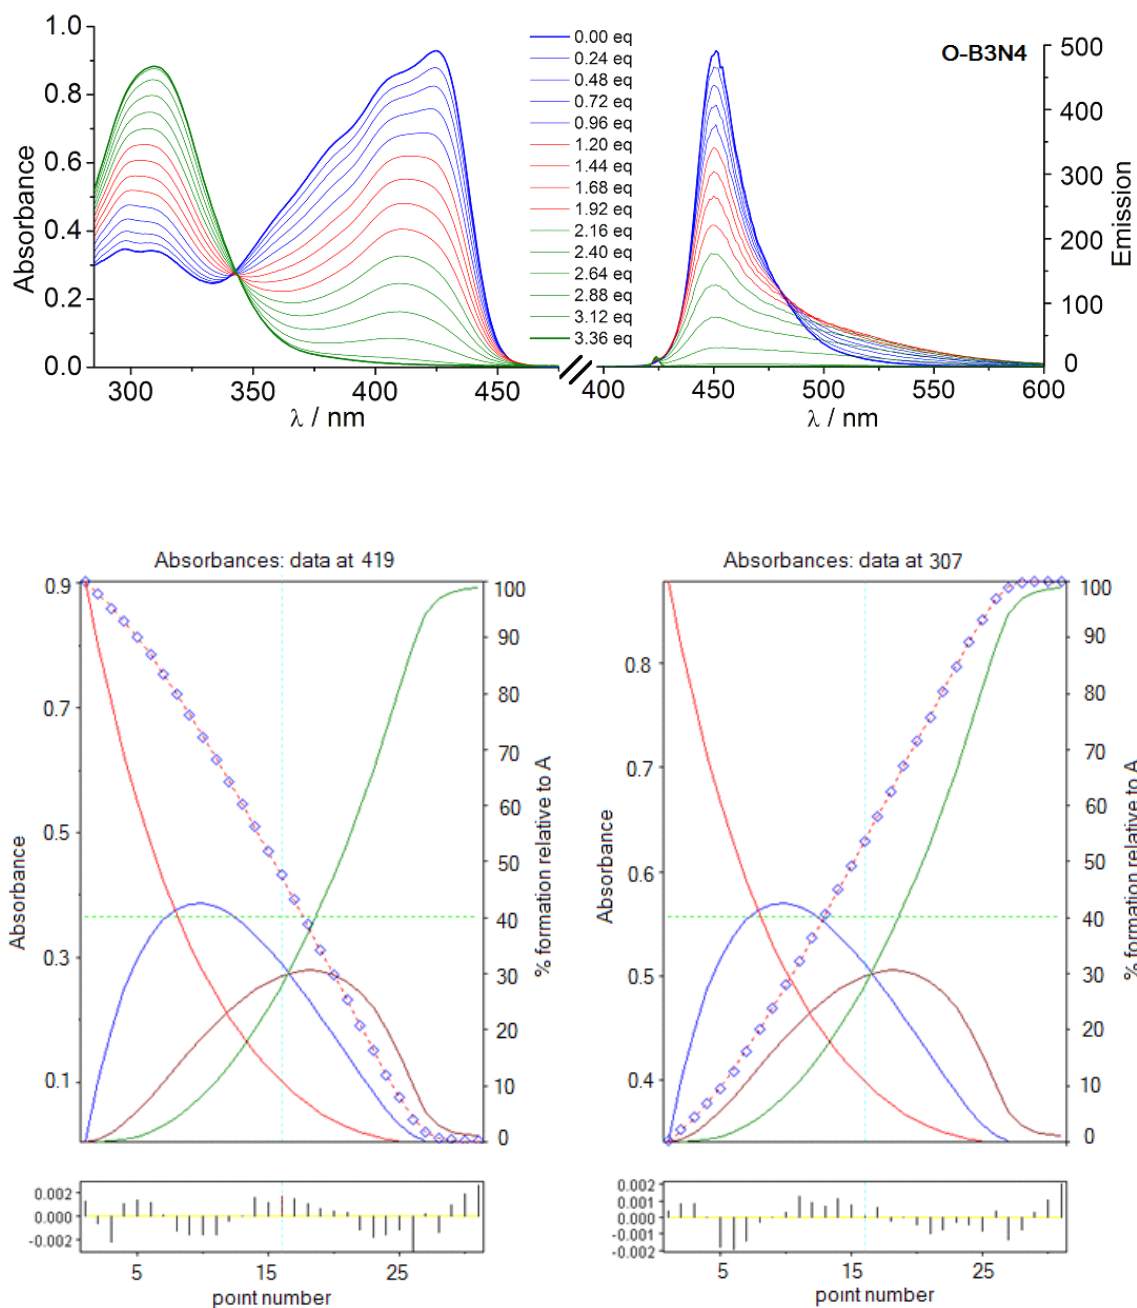 O-B3N4
1.0
0.8
0.6
0.4
0.2
0.0
Absorbance
300
350
400
450
λ / nm
0.00 eq
0.24 eq
0.48 eq
0.72 eq
0.96 eq
1.20 eq
1.44 eq
1.68 eq
1.92 eq
2.16 eq
2.40 eq
2.64 eq
2.88 eq
3.12 eq
3.36 eq
500
400
300
200
100
0
Emission
400
450
500
550
600
λ / nm
Absorbances: data at 419
0.9
0.7
0.5
0.3
0.1
Absorbance
100
90
80
70
60
50
40
30
20
10
0
% formation relative to A
0.002
0.000
-0.002
5
15
25
point number
Absorbances: data at 307
0.8
0.7
0.6
0.5
0.4
Absorbance
100
90
80
70
60
50
40
30
20
10
0
% formation relative to A
0.002
0.001
0.000
-0.001
-0.002
5
15
25
point number